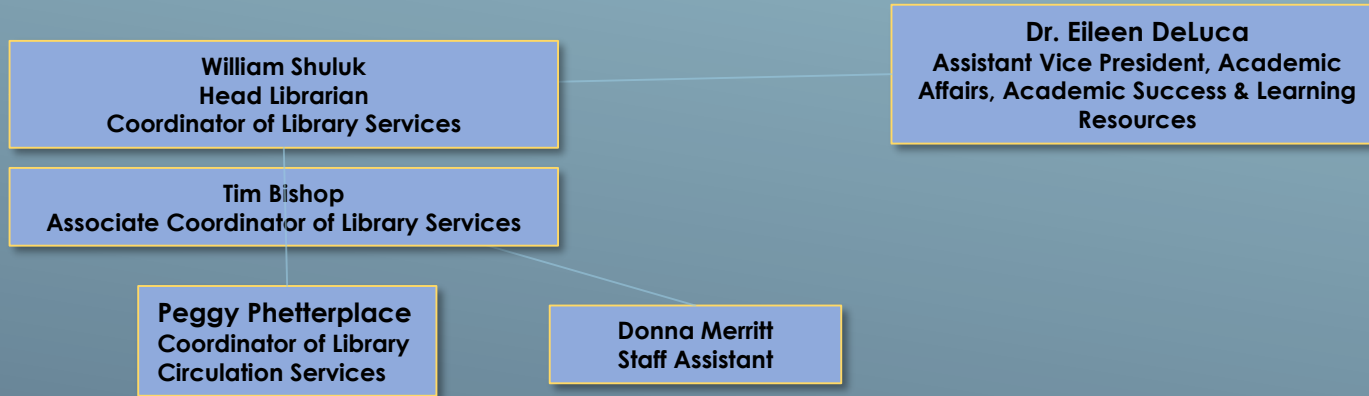 William Shuluk
Head Librarian
Coordinator of Library Services
Dr. Eileen DeLuca
Assistant Vice President, Academic
Affairs, Academic Success & Learning
Resources
Tim Bishop
Associate Coordinator of Library Services
Peggy Phetterplace
Coordinator of Library
Circulation Services
Donna Merritt
Staff Assistant